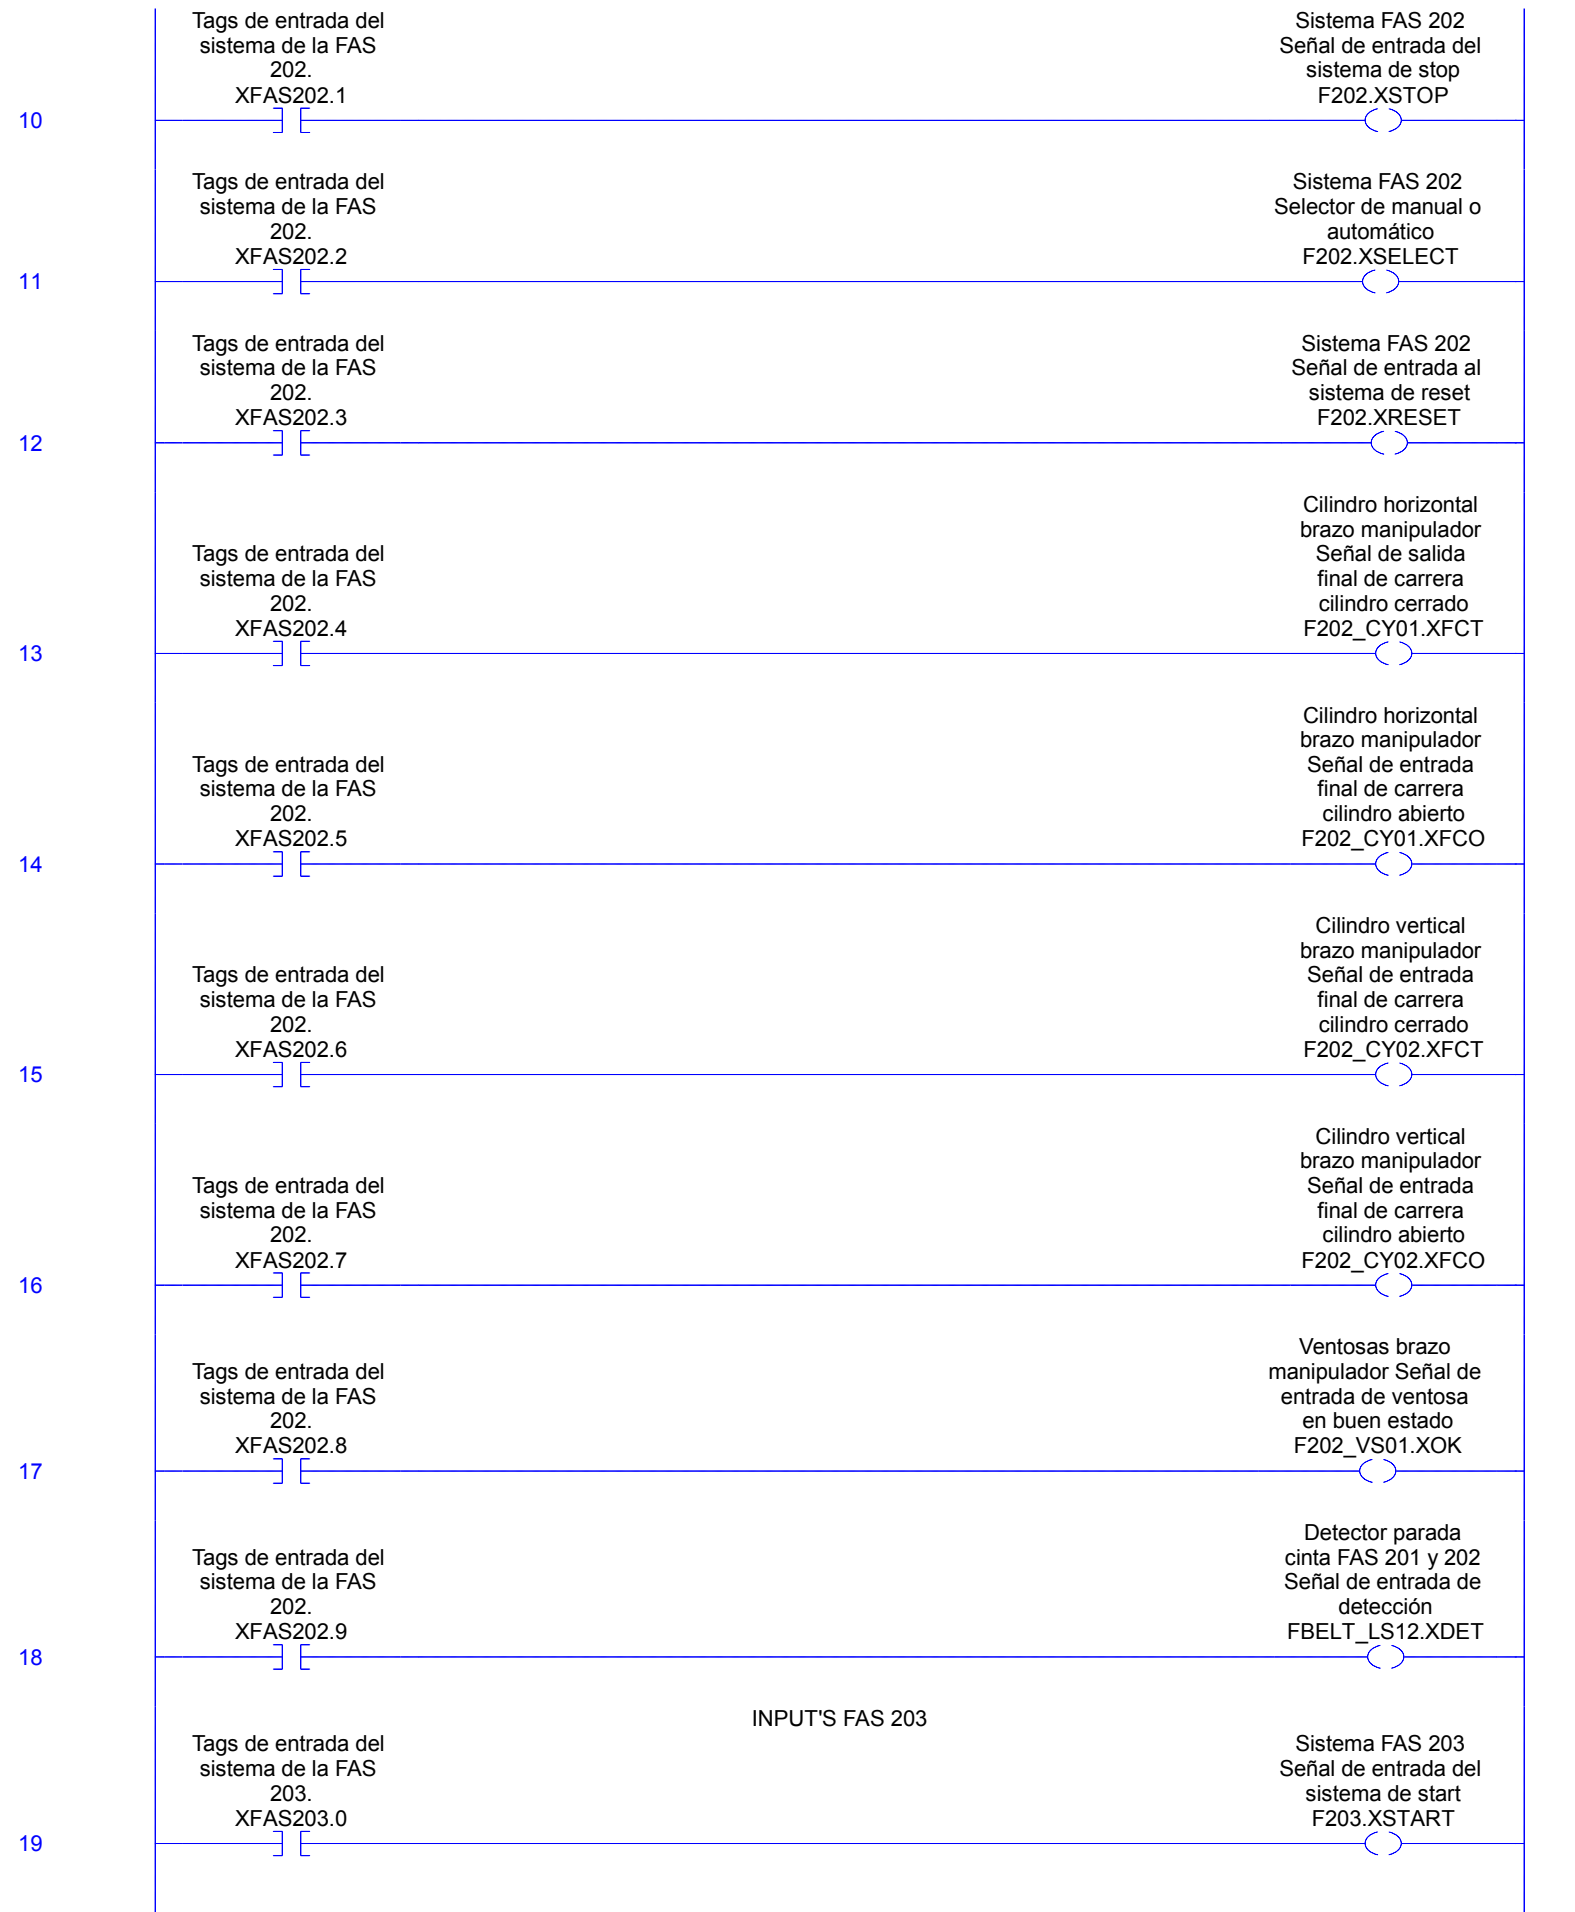 Tags de entrada del
sistema de la FAS
202.
XFAS202.1
Sistema FAS 202
Señal de entrada del
sistema de stop
F202.XSTOP
10
Tags de entrada del
sistema de la FAS
202.
XFAS202.2
Sistema FAS 202
Selector de manual o
automático
F202.XSELECT
11
Tags de entrada del
sistema de la FAS
202.
XFAS202.3
Sistema FAS 202
Señal de entrada al
sistema de reset
F202.XRESET
12
Tags de entrada del
sistema de la FAS
202.
XFAS202.4
Cilindro horizontal
brazo manipulador
Señal de salida
final de carrera
cilindro cerrado
F202_CY01.XFCT
13
Tags de entrada del
sistema de la FAS
202.
XFAS202.5
Cilindro horizontal
brazo manipulador
Señal de entrada
final de carrera
cilindro abierto
F202_CY01.XFCO
14
Tags de entrada del
sistema de la FAS
202.
XFAS202.6
Cilindro vertical
brazo manipulador
Señal de entrada
final de carrera
cilindro cerrado
F202_CY02.XFCT
15
Tags de entrada del
sistema de la FAS
202.
XFAS202.7
Cilindro vertical
brazo manipulador
Señal de entrada
final de carrera
cilindro abierto
F202_CY02.XFCO
16
Tags de entrada del
sistema de la FAS
202.
XFAS202.8
Ventosas brazo
manipulador Señal de
entrada de ventosa
en buen estado
F202_VS01.XOK
17
Tags de entrada del
sistema de la FAS
202.
XFAS202.9
Detector parada
cinta FAS 201 y 202
Señal de entrada de
detección
FBELT_LS12.XDET
18
INPUT'S FAS 203
Tags de entrada del
sistema de la FAS
203.
XFAS203.0
Sistema FAS 203
Señal de entrada del
sistema de start
F203.XSTART
19